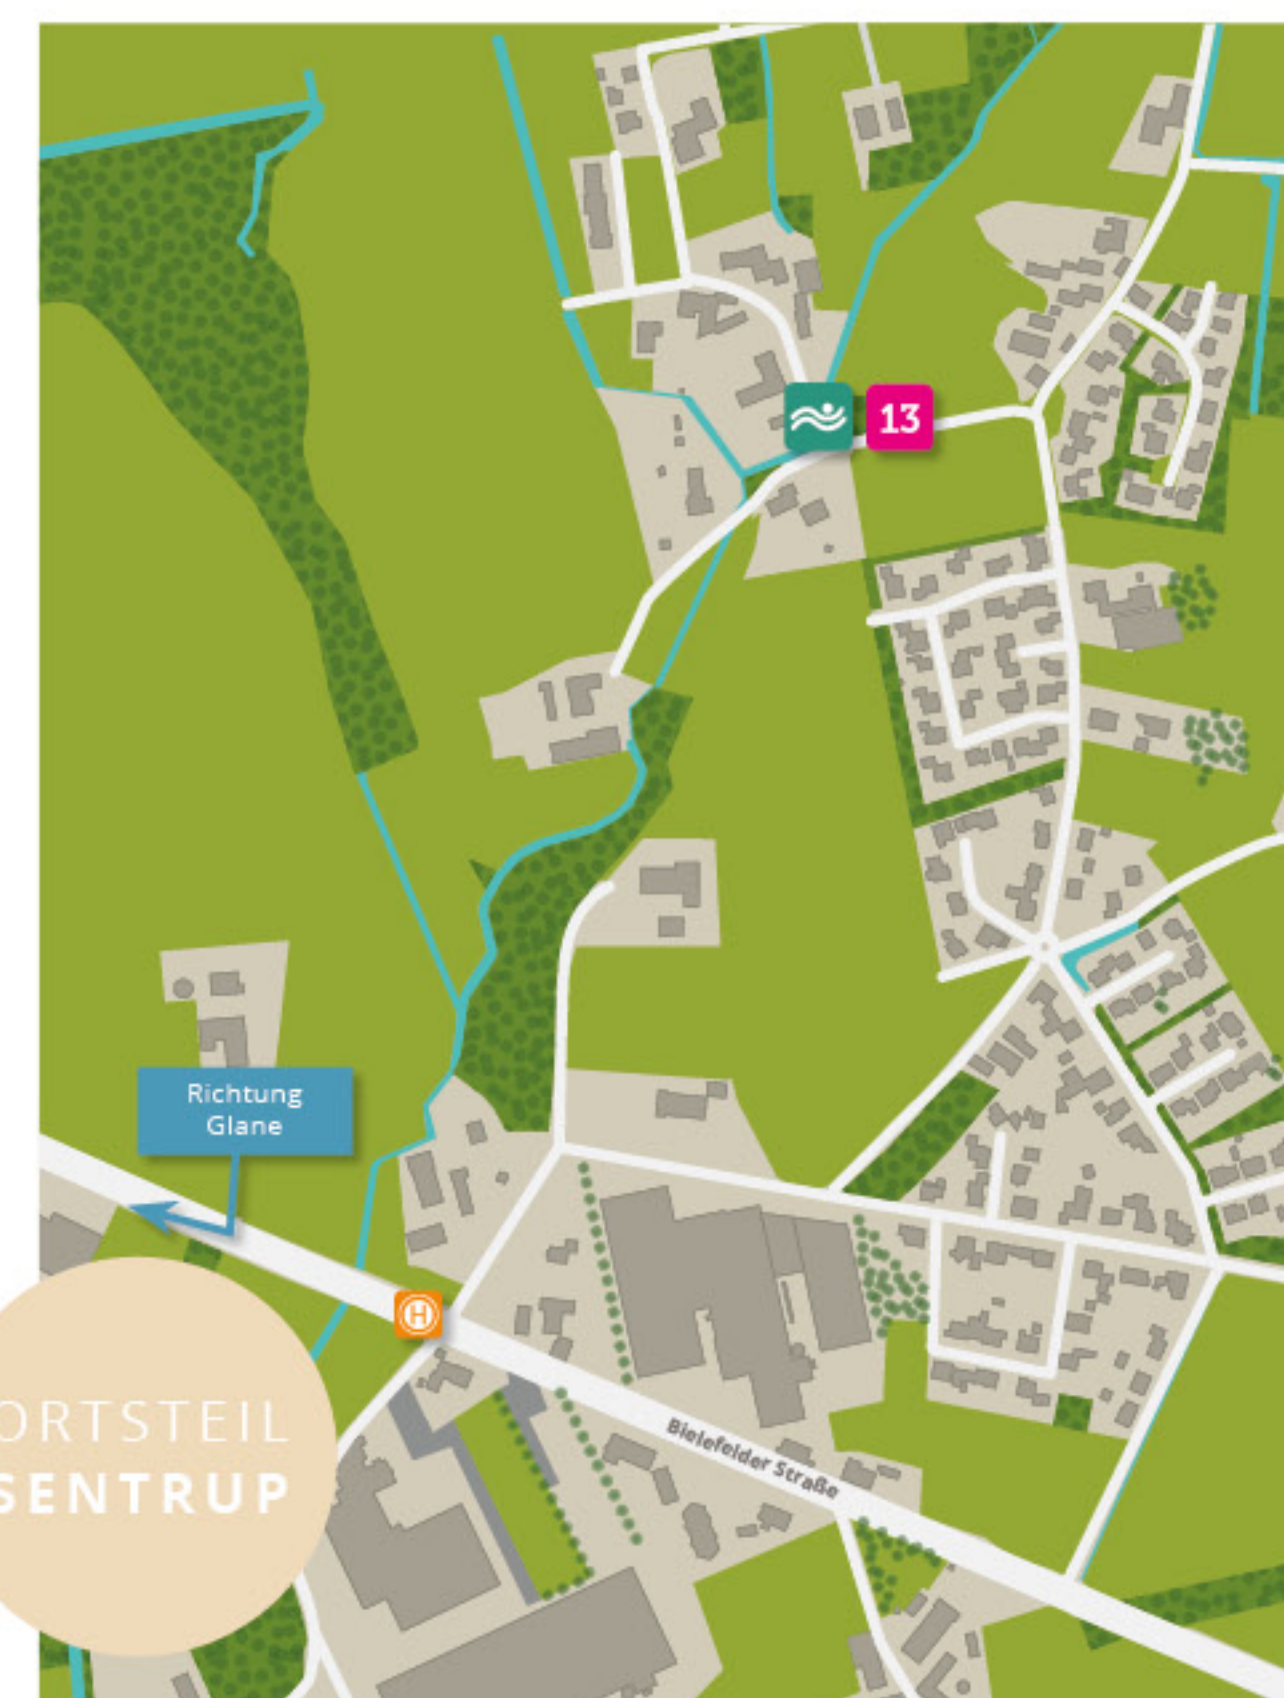 13
Richtung
Glane
H
ORTSTEIL
SENTRUP
Bielefelder Straße